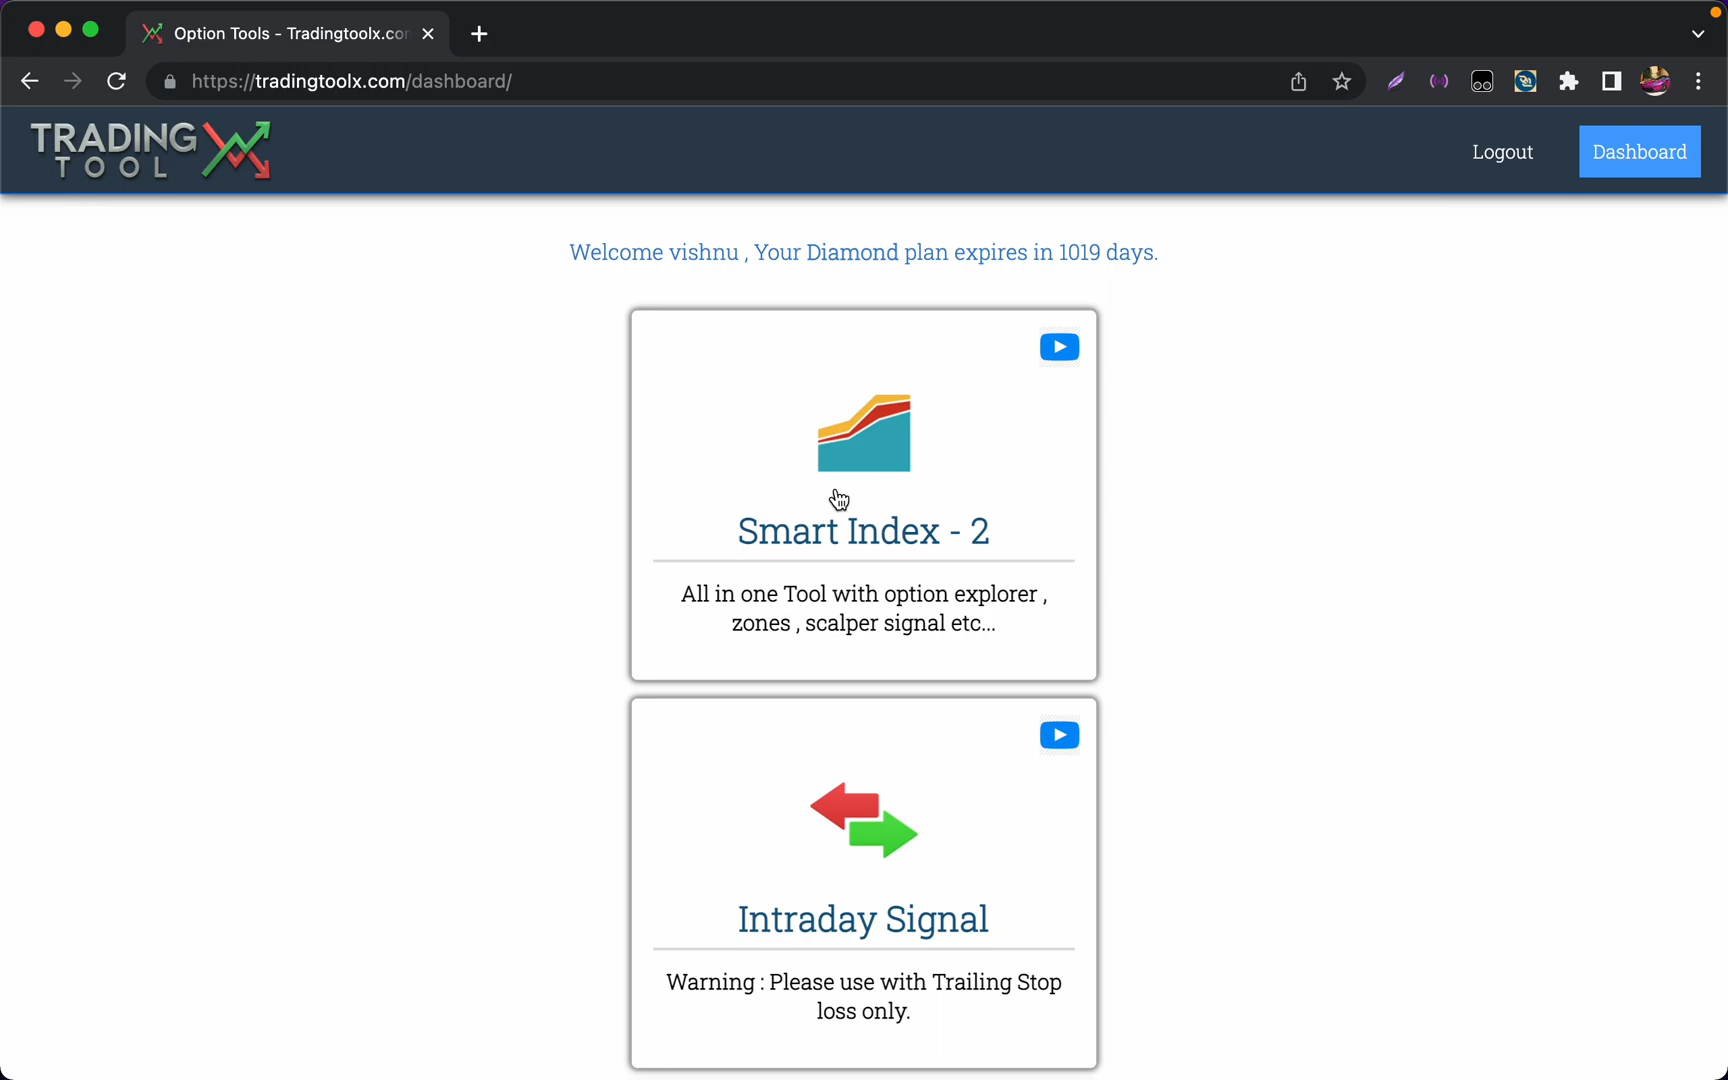 Option Tools - Tradingtoolx.co
https://tradingtoolx.com/dashboard/
TRADING
TOOL
Logout
Dashboard
Welcome vishnu , Your Diamond plan expires in 1019 days.
Smart Index - 2
All in one Tool with option explorer ,
zones , scalper signal etc...
Intraday Signal
Warning : Please use with Trailing Stop
loss only.